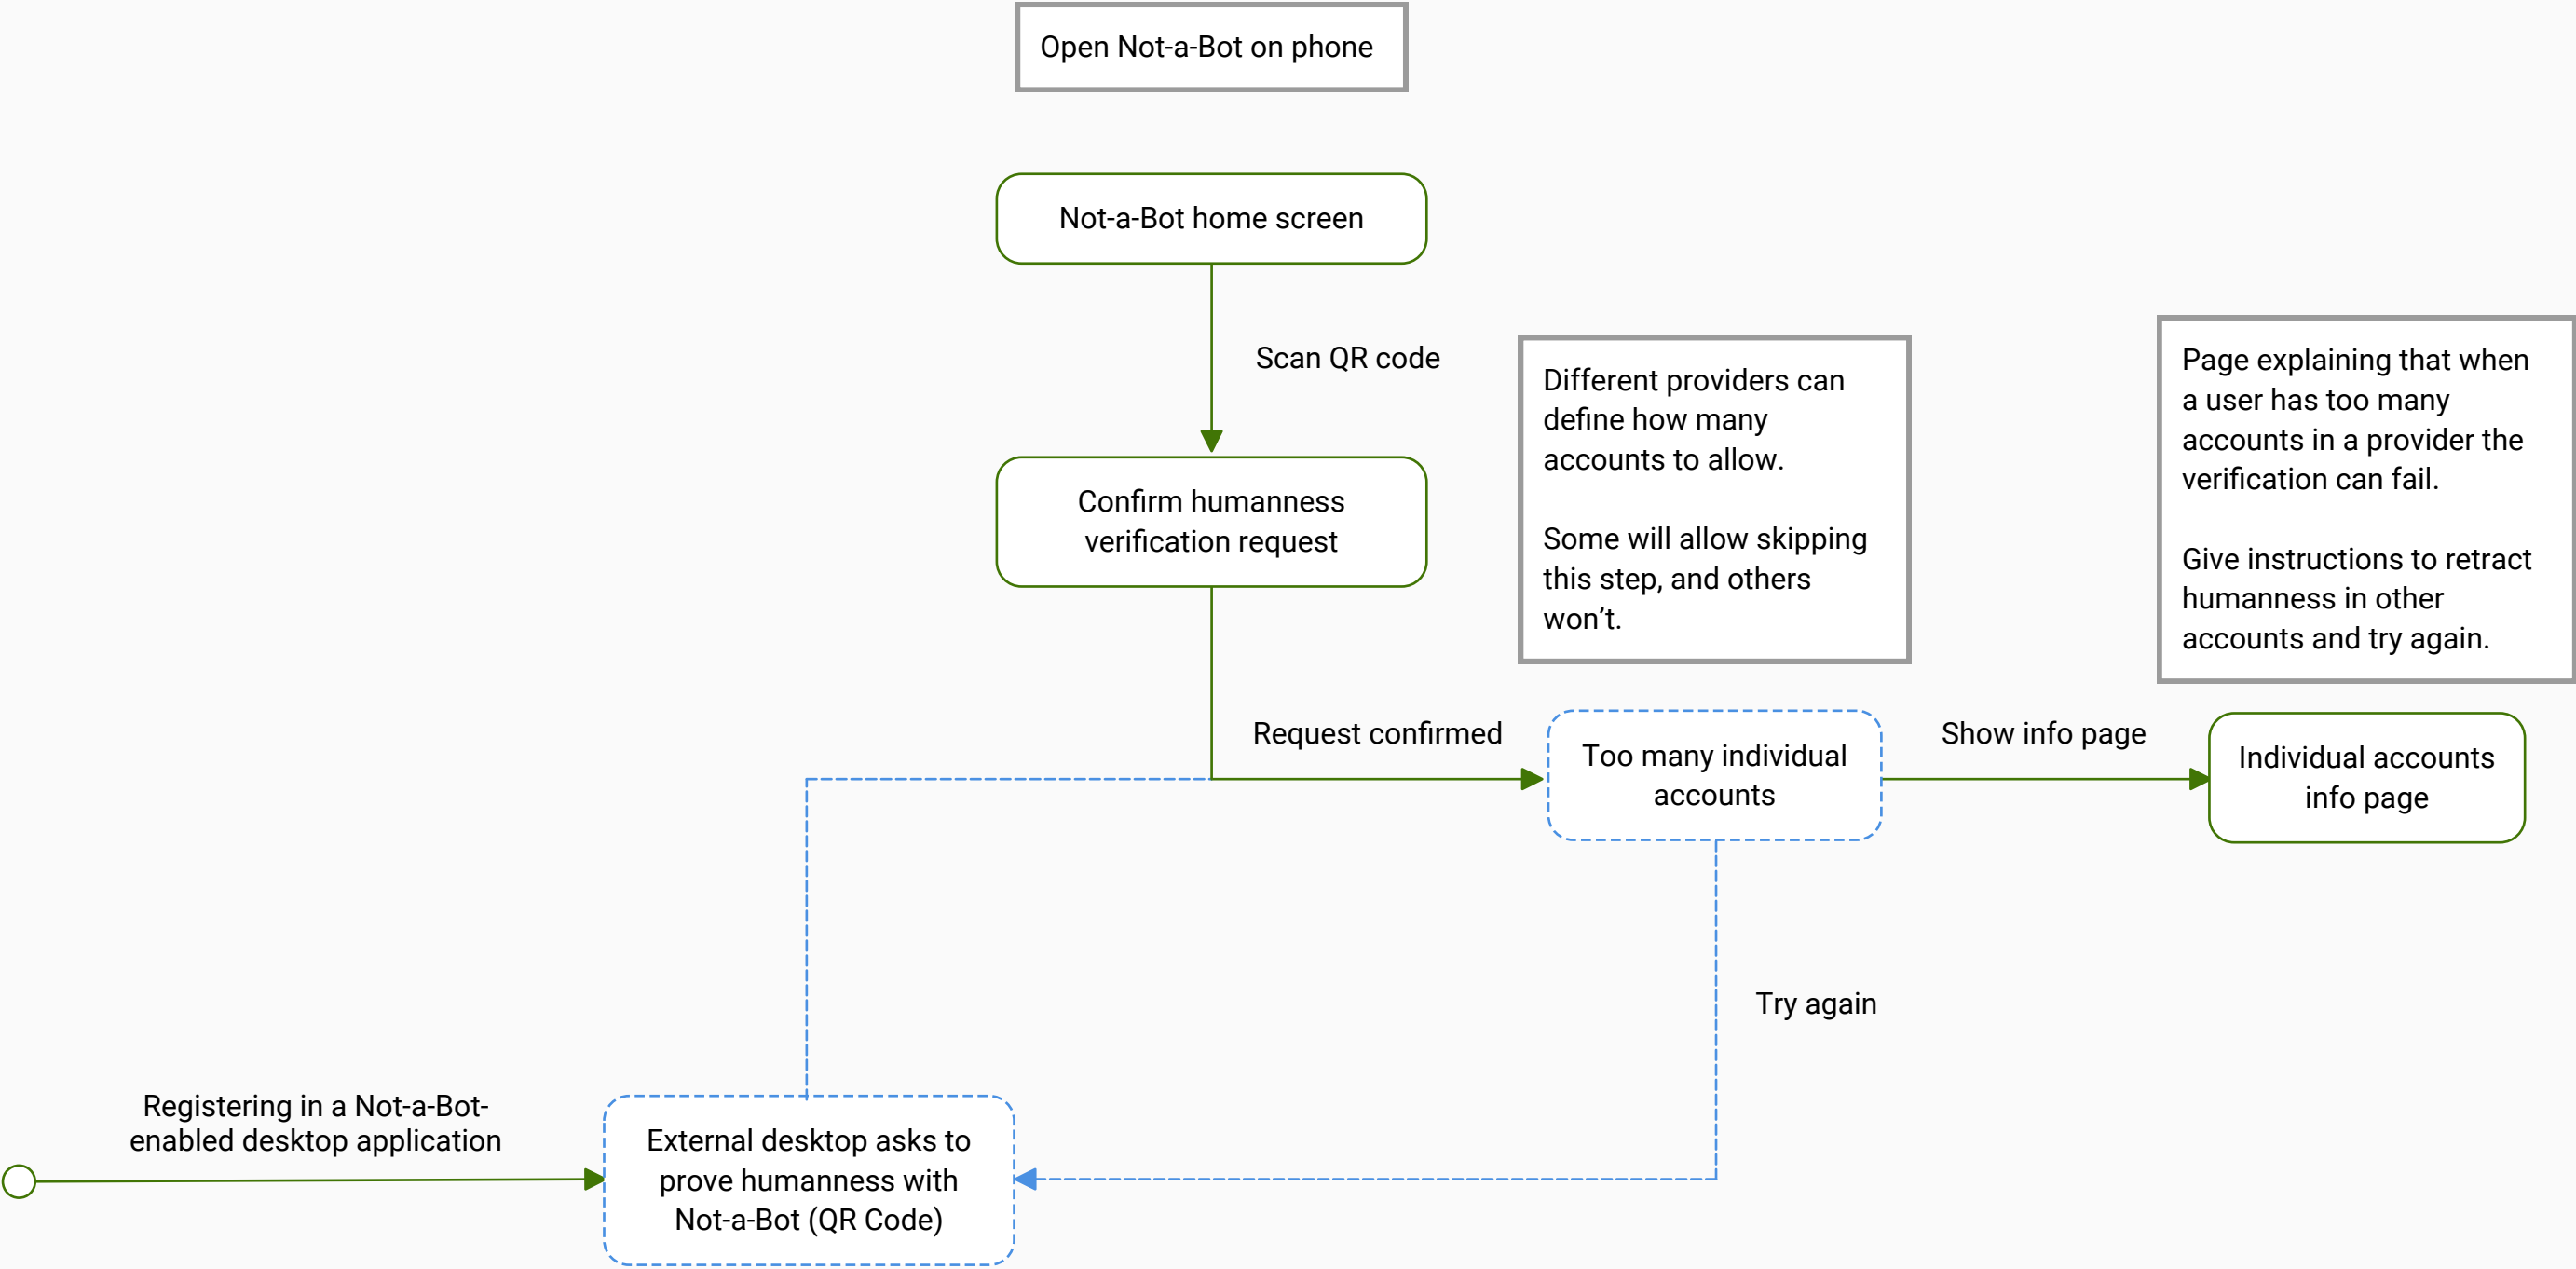 Open Not-a-Bot on phone
Not-a-Bot home screen
Scan QR code
Confirm humanness
verification request
Different providers can
define how many
accounts to allow.
Some will allow skipping
this step, and others
won’t.
Page explaining that when
a user has too many
accounts in a provider the
verification can fail.
Give instructions to retract
humanness in other
accounts and try again.
Request confirmed
Too many individual
accounts
Show info page
Individual accounts
info page
Try again
Registering in a Not-a-Bot-
enabled desktop application
External desktop asks to
prove humanness with
Not-a-Bot (QR Code)